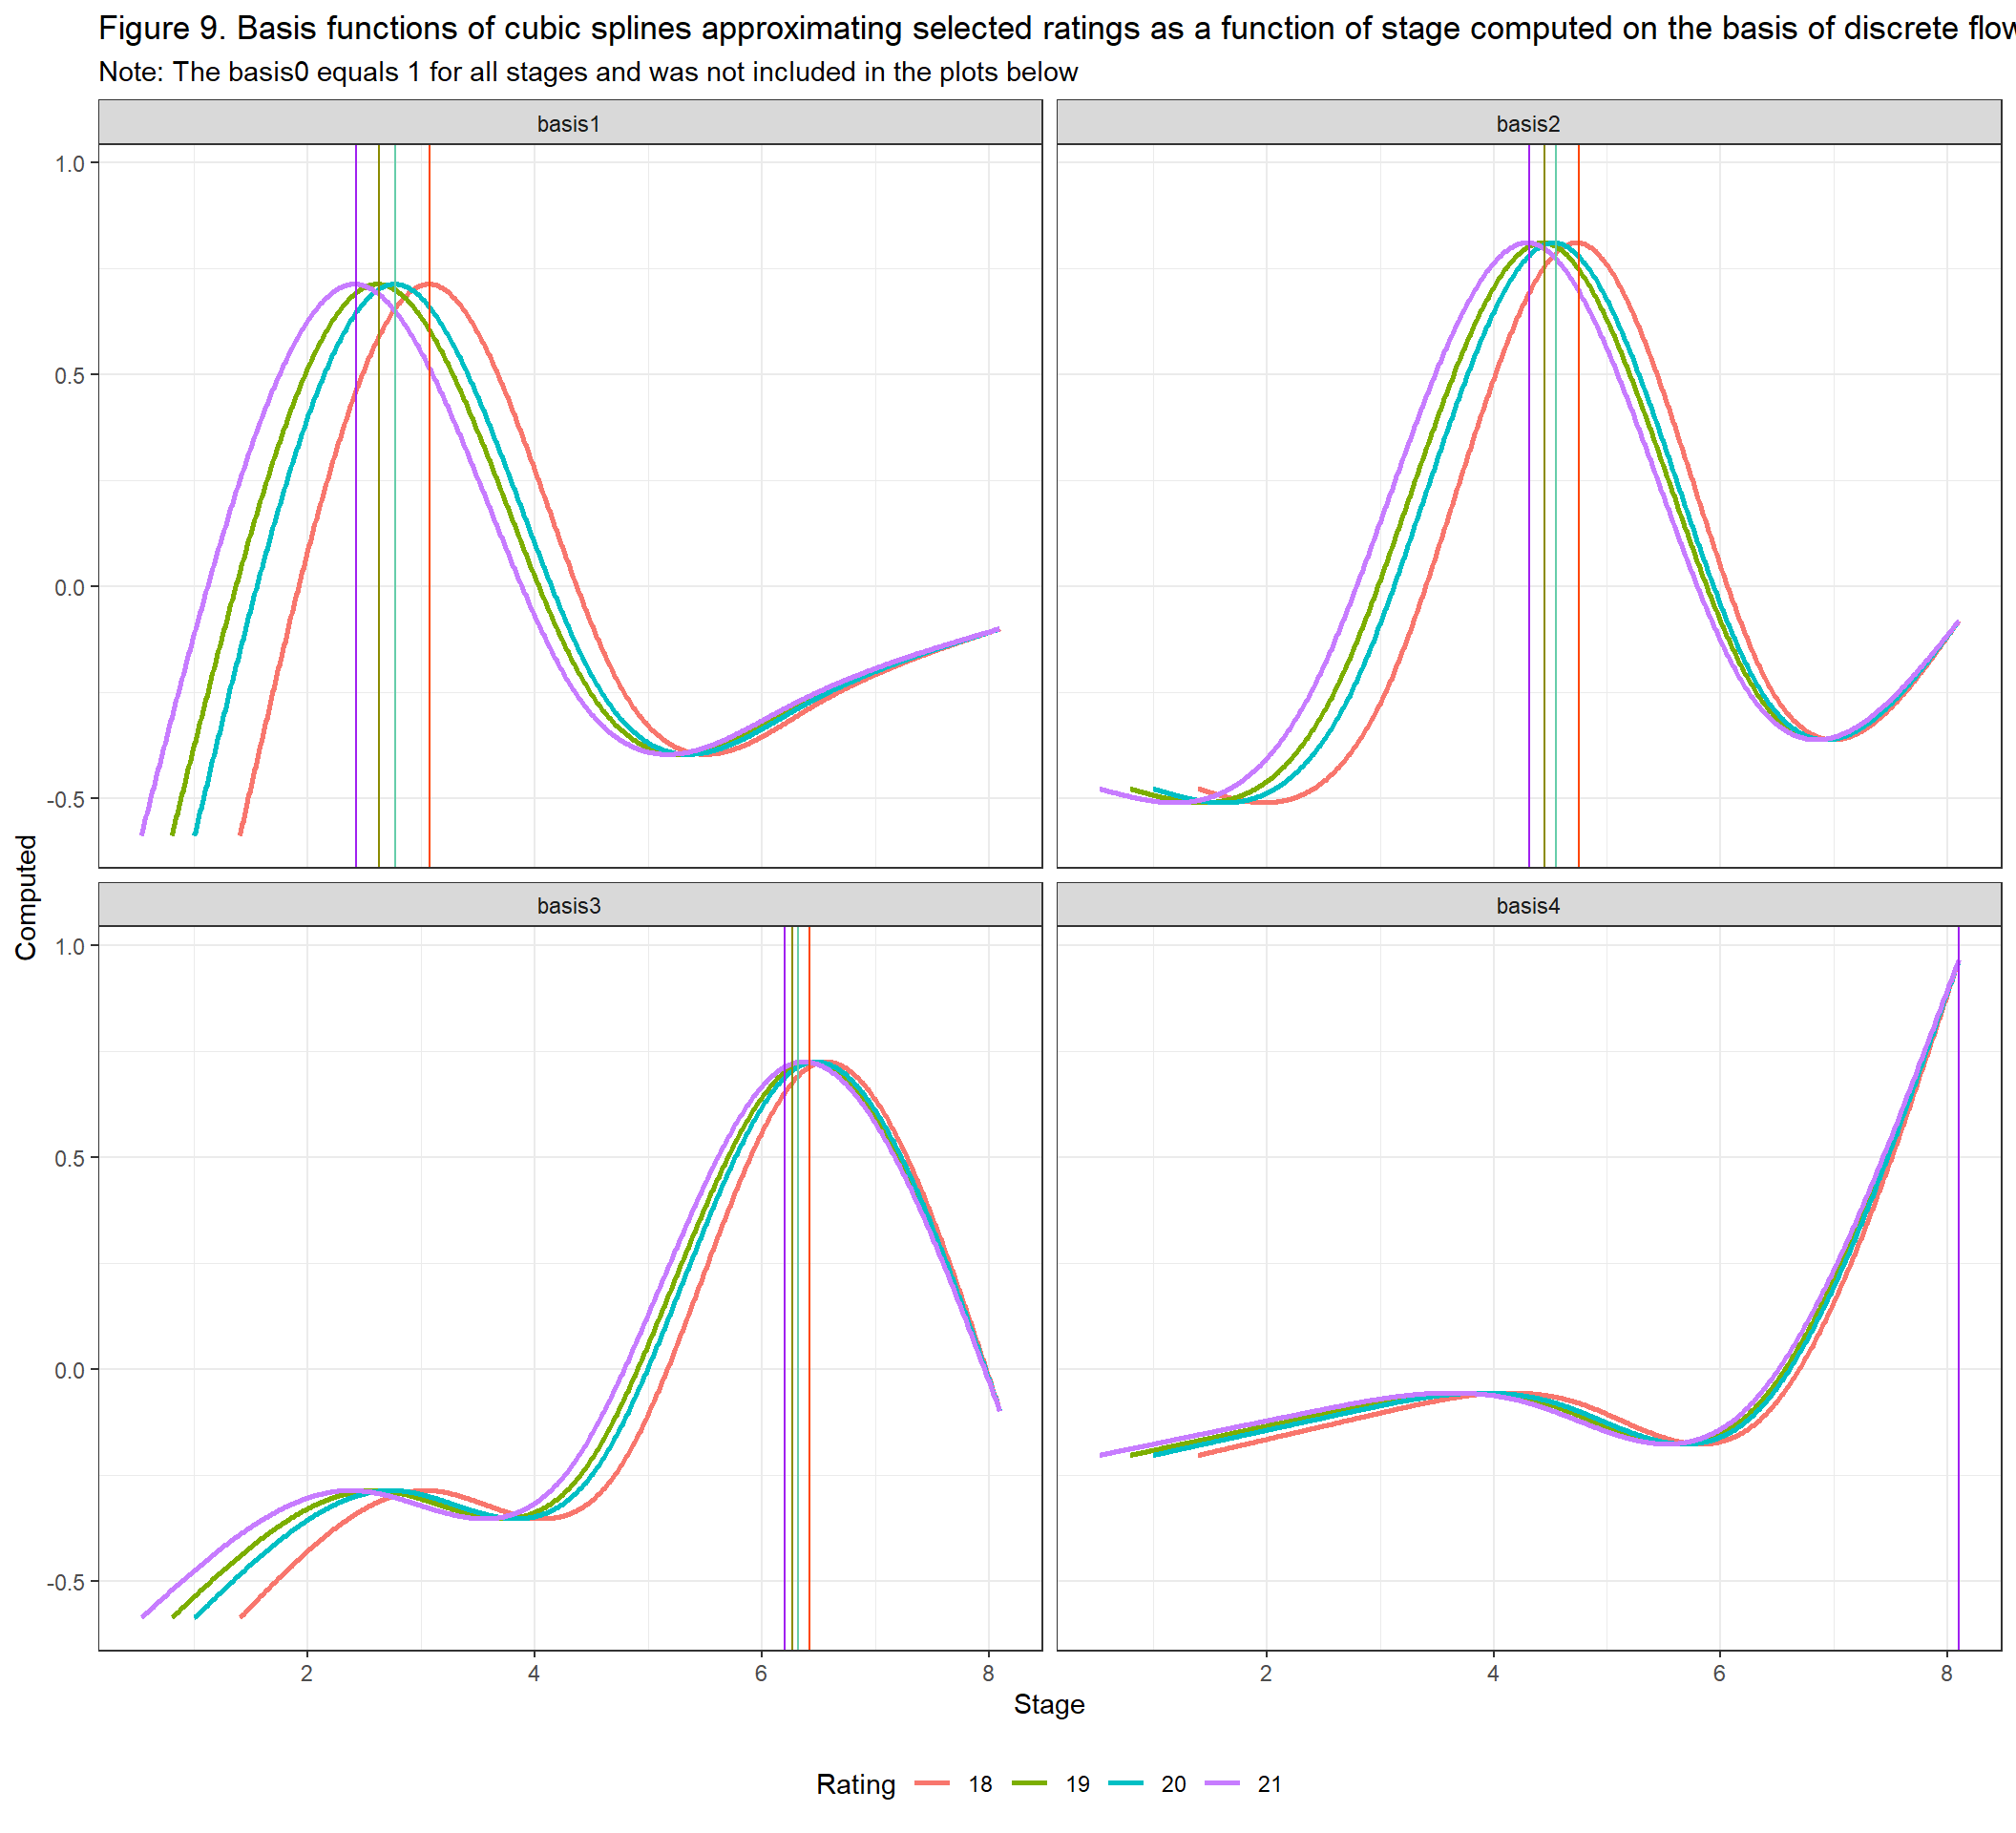 Figure 9. Basis functions of cubic splines approximating selected ratings as a function of stage computed on the basis of discrete flow
Note: The basis0 equals 1 for all stages and was not included in the plots below
basis1
basis2
1.0
0.5
0.0
-0.5
Computed
basis3
basis4
1.0
0.5
0.0
-0.5
2 4 6 8
2 4 6 8
Stage
Rating 18 19 20 21